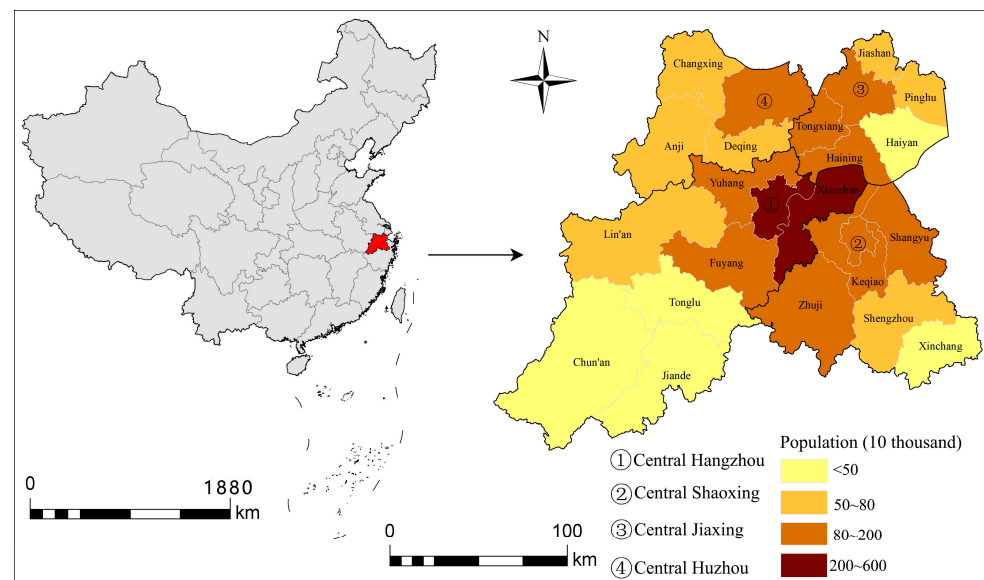 N
Changxing
Jiashan
④
③
Pinghu
Tongxiang
Haiyan
Anji
Deqing
Haining
Yuhang
Xiaoshan
①
Lin'an
②
Shangyu
Fuyang
Keqiao
Tonglu
Zhuji
Shengzhou
Xinchang
Chun'an
Jiande
Population (10 thousand)
①Central Hangzhou
<50
②Central Shaoxing
50~80
③Central Jiaxing
80~200
④Central Huzhou
200~600
0 1880
km
0 100
km